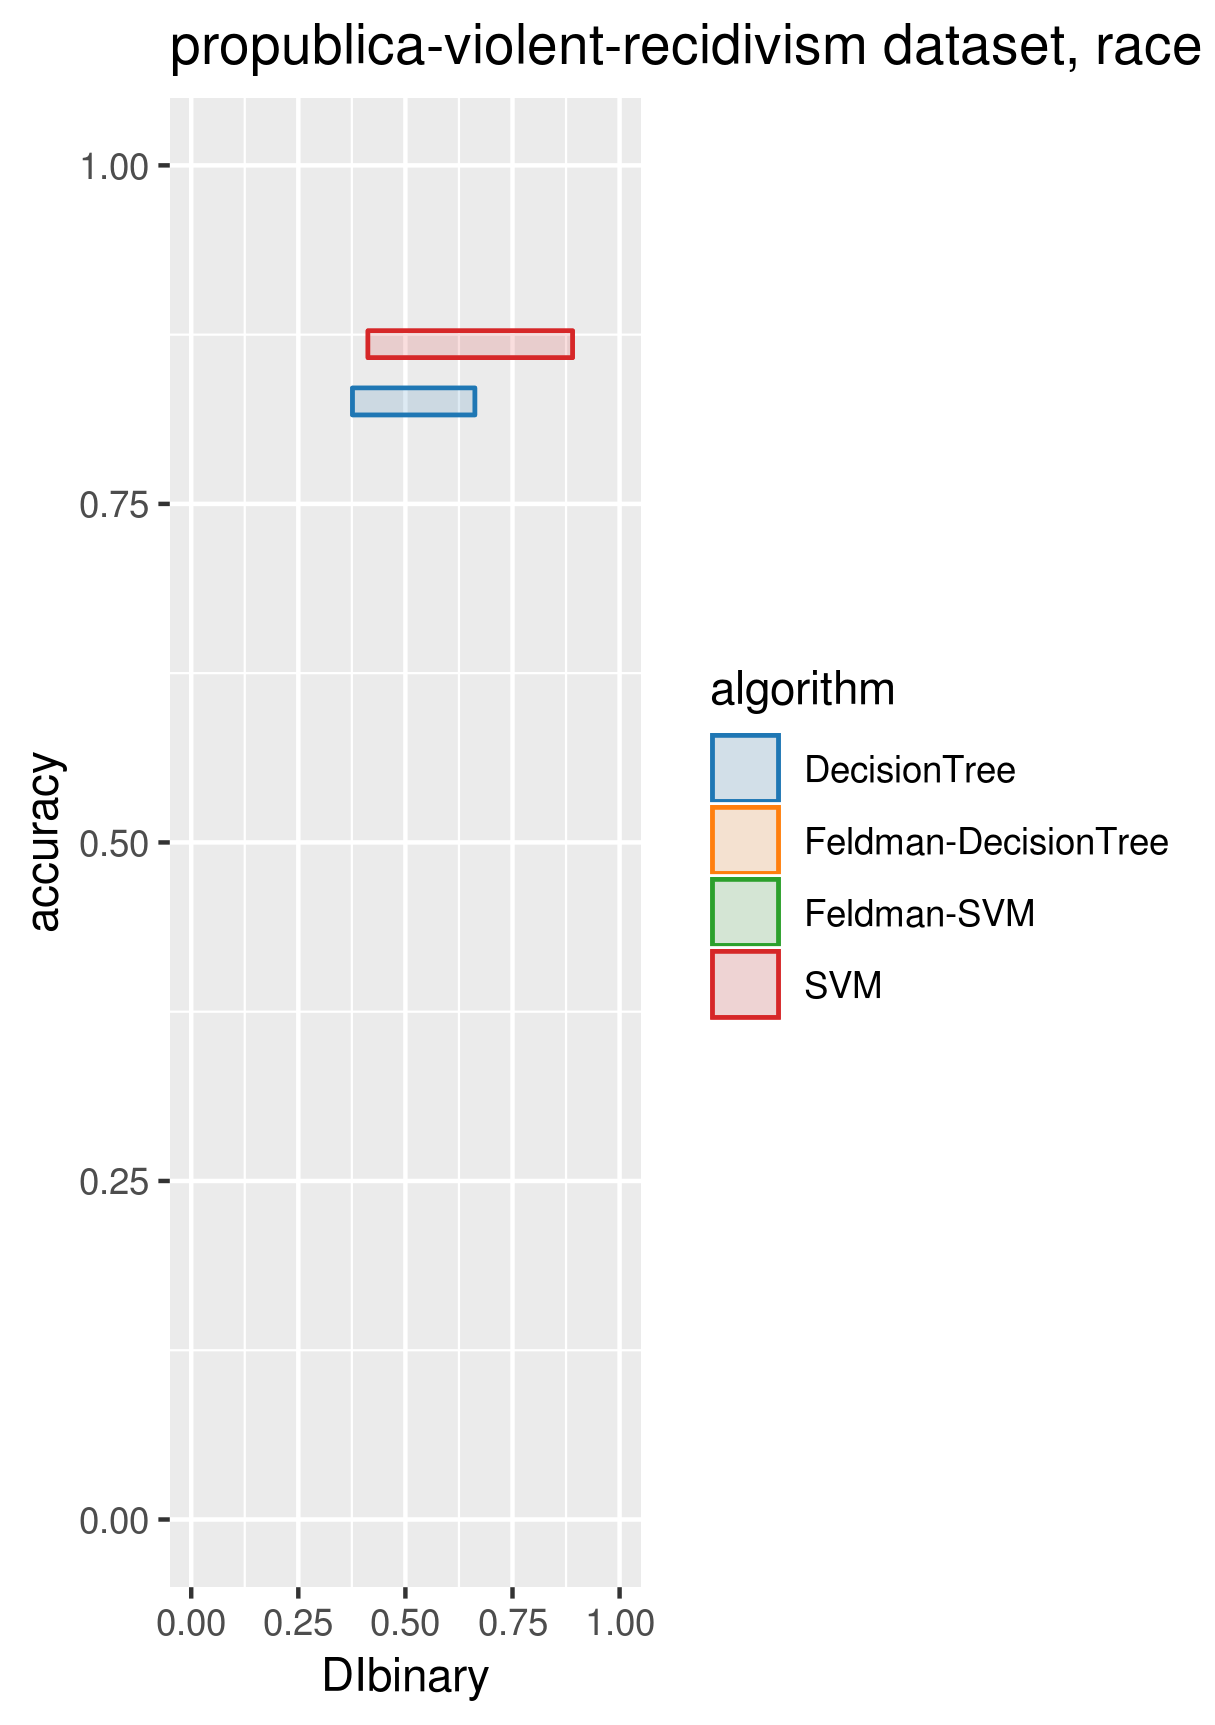 propublica-violent-recidivism dataset, race
1.00
0.75
0.50
0.25
0.00
accuracy
0.00 0.25 0.50 0.75 1.00
DIbinary
algorithm
DecisionTree
Feldman-DecisionTree
Feldman-SVM
SVM